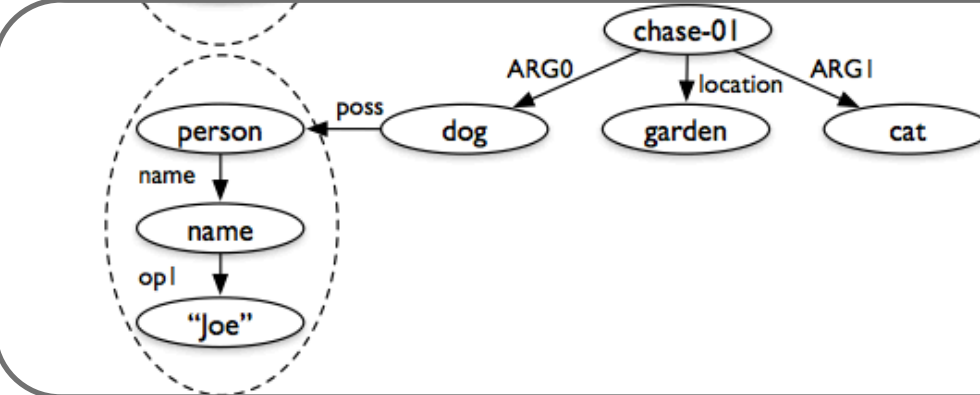 chase-01
ARG0
location
ARG1
person
poss
dog
garden
cat
name
name
op1
“Joe”